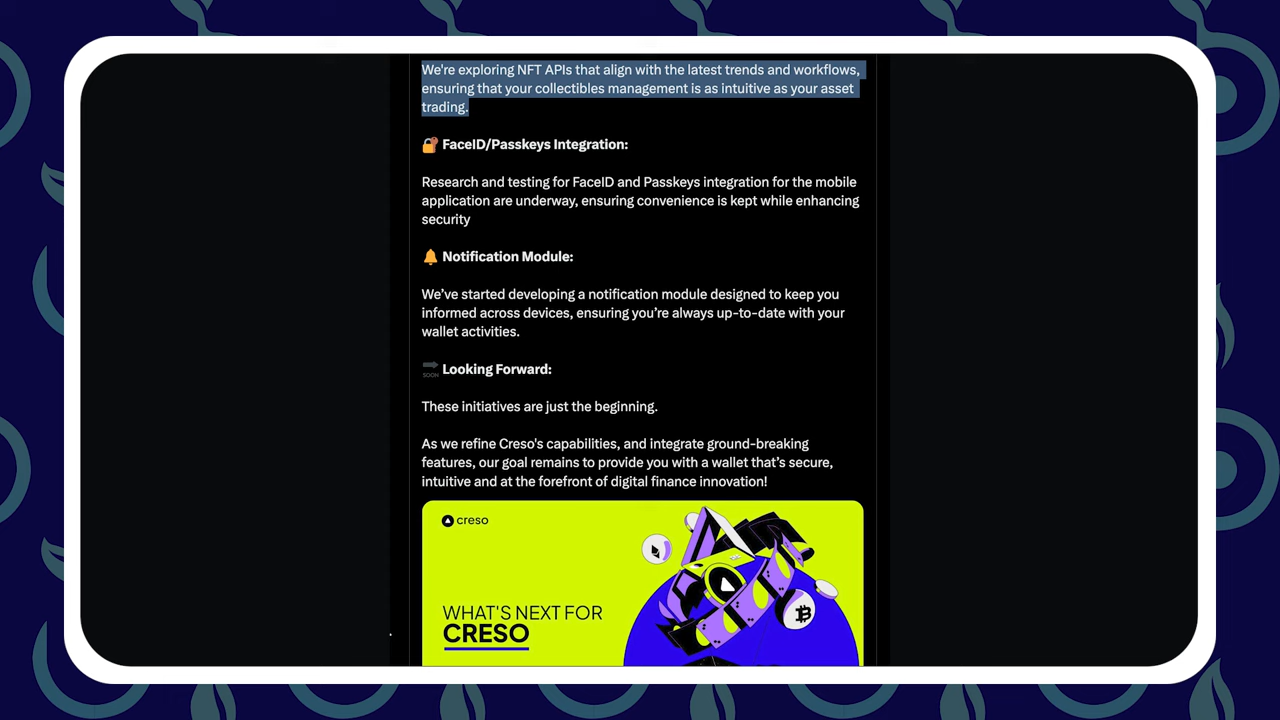 We're exploring NFT APIs that align with the latest trends and workflows,
ensuring that your collectibles management is as intuitive as your asset
trading.
FaceID/Passkeys Integration:
Research and testing for FaceID and Passkeys integration for the mobile
application are underway, ensuring convenience is kept while enhancing
security
Notification Module:
We’ve started developing a notification module designed to keep you
informed across devices, ensuring you’re always up-to-date with your
wallet activities.
SOON Looking Forward:
These initiatives are just the beginning.
As we refine Creso's capabilities, and integrate ground-breaking
features, our goal remains to provide you with a wallet that’s secure,
intuitive and at the forefront of digital finance innovation!
creso
WHAT'S NEXT FOR
CRESO